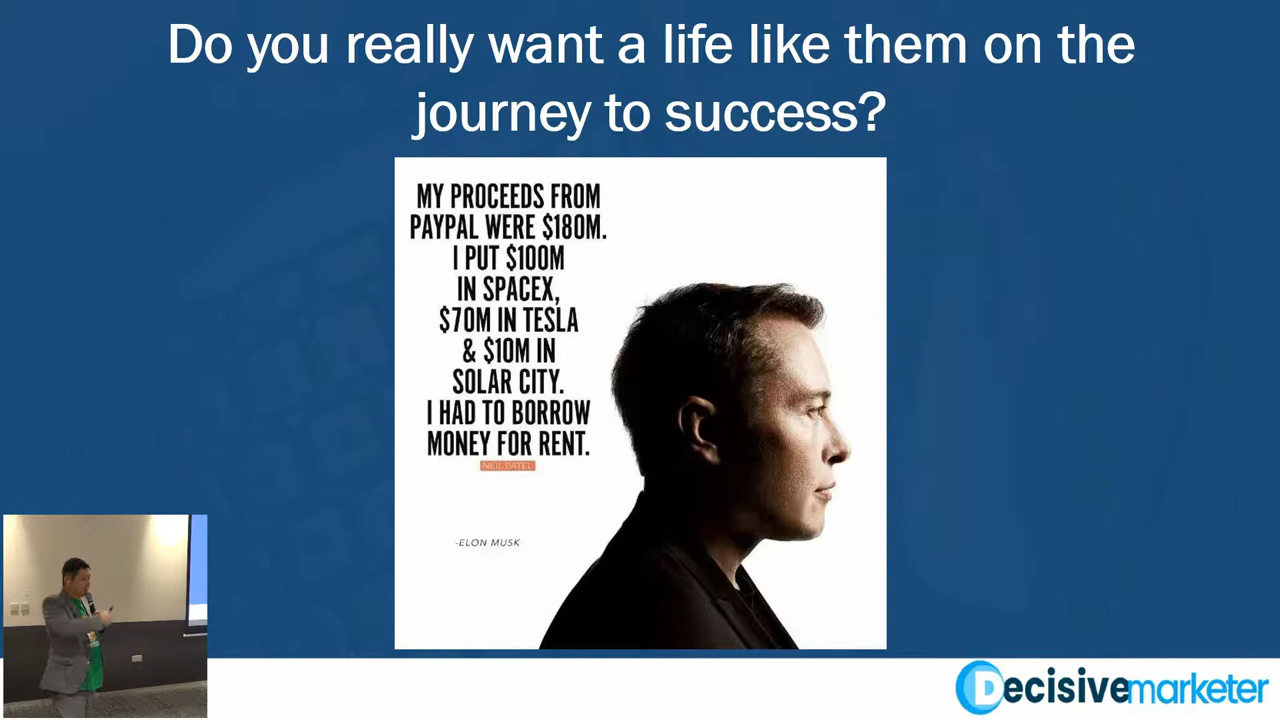 Do you really want a life like them on the
journey to success?
MY PROCEEDS FROM
PAYPAL WERE $180M.
I PUT $100M
IN SPACEX,
$70M IN TESLA
& $10M IN
SOLAR CITY.
I HAD TO BORROW
MONEY FOR RENT.
NEIL PATEL
-ELON MUSK
Decisivemarketer